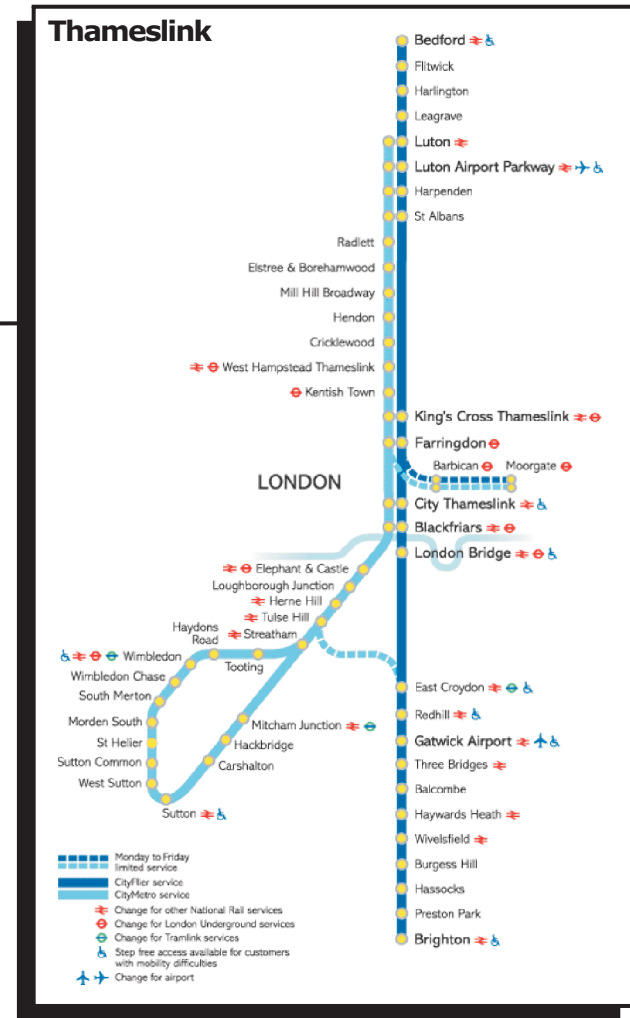 Thameslink
Bedford
Flitwick
Harlington
Leagrave
Luton
Luton Airport Parkway
Harpenden
St Albans
Radlett
Elstree & Borehamwood
Mill Hill Broadway
Hendon
Cricklewood
West Hampstead Thameslink
Kentish Town
King's Cross Thameslink
Farringdon
Barbican Moorgate
LONDON
City Thameslink
Blackfriars
London Bridge
Elephant & Castle
Loughborough Junction
Herne Hill
Tulse Hill
Streatham
Haydons
Road
Wimbledon
Tooting
Wimbledon Chase
South Merton
Morden South
St Helier
Sutton Common
West Sutton
Sutton
Mitcham Junction
Hackbridge
Carshalton
East Croydon
Redhill
Gatwick Airport
Three Bridges
Balcombe
Haywards Heath
Wivelsfield
Burgess Hill
Hassocks
Preston Park
Brighton
Monday to Friday
limited service
CityFlier service
CityMetro service
Change for other National Rail services
Change for London Underground services
Change for Tramlink services
Step free access available for customers
with mobility difficulties
Change for airport